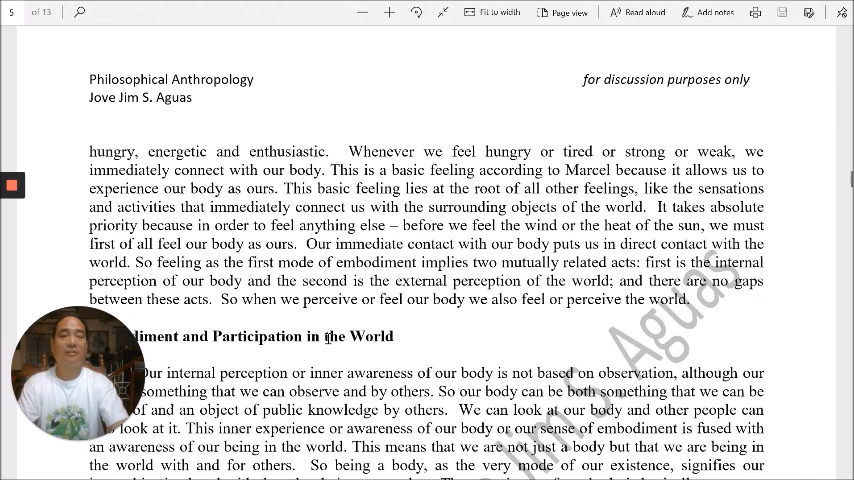 5 of 13
Fit to width
Page view
Read aloud
Add notes
Philosophical Anthropology
for discussion purposes only
Jove Jim S. Aguas
hungry, energetic and enthusiastic. Whenever we feel hungry or tired or strong or weak, we
immediately connect with our body. This is a basic feeling according to Marcel because it allows us to
experience our body as ours. This basic feeling lies at the root of all other feelings, like the sensations
and activities that immediately connect us with the surrounding objects of the world. It takes absolute
priority because in order to feel anything else – before we feel the wind or the heat of the sun, we must
first of all feel our body as ours. Our immediate contact with our body puts us in direct contact with the
world. So feeling as the first mode of embodiment implies two mutually related acts: first is the internal
perception of our body and the second is the external perception of the world; and there are no gaps
between these acts. So when we perceive or feel our body we also feel or perceive the world.
diment and Participation in the World
Our internal perception or inner awareness of our body is not based on observation, although our
something that we can observe and by others. So our body can be both something that we can be
of and an object of public knowledge by others. We can look at our body and other people can
look at it. This inner experience or awareness of our body or our sense of embodiment is fused with
an awareness of our being in the world. This means that we are not just a body but that we are being in
the world with and for others. So being a body, as the very mode of our existence, signifies our
© Jim S. Aguas